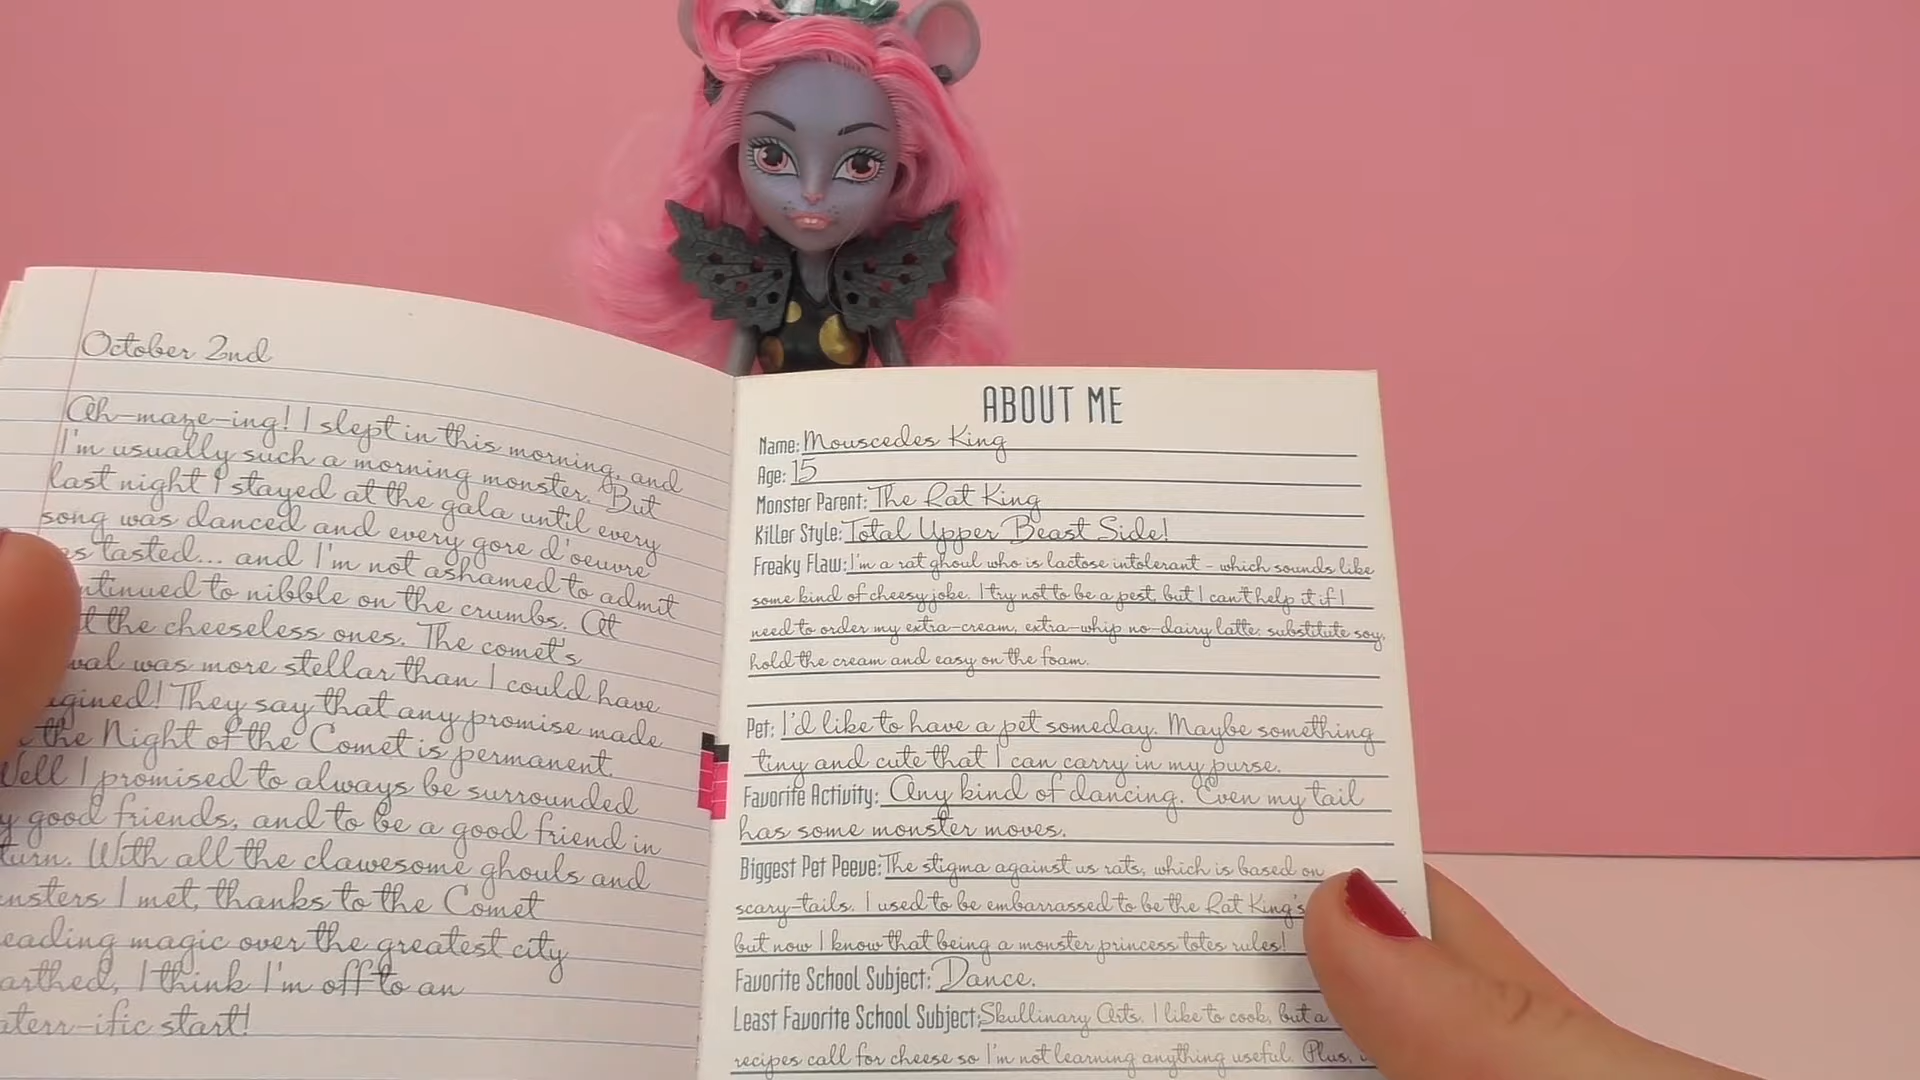 October 2nd
Ah-maze-ing! I slept in this morning, and
I'm usually such a morning monster. But
last night I stayed at the gala until every
song was danced and every gore d'oeuvre
tasted... and I'm not ashamed to admit
to nibble on the crumbs. At
the cheeseless ones. The comet's
was more stellar than I could have
They say that any promise made
the Night of the Comet is permanent.
Well I promised to always be surrounded
good friends, and to be a good friend in
With all the clawesome ghouls and
I met, thanks to the Comet
magic over the greatest city
I think I'm off to an
start!
ABOUT ME
Name: Mouscedes King
Age: 15
Monster Parent: The Rat King
Killer Style: Total Upper Beast Side!
Freaky Flaw: I'm a rat ghoul who is lactose intolerant - which sounds like
some kind of cheesy joke. I try not to be a pest, but I can't help it if I
need to order my extra-cream, extra-whip no-dairy latte; substitute soy,
hold the cream and easy on the foam.
Pet: I'd like to have a pet someday. Maybe something
tiny and cute that I can carry in my purse.
Favorite Activity: Any kind of dancing. Even my tail
has some monster moves.
Biggest Pet Peeve: The stigma against us rats, which is based on
scary-tails. I used to be embarrassed to be the Rat King's
but now I know that being a monster princess totes rules!
Favorite School Subject: Dance.
Least Favorite School Subject: Skullinary Arts. I like to cook, but a
recipes call for cheese so I'm not learning anything useful. Plus,